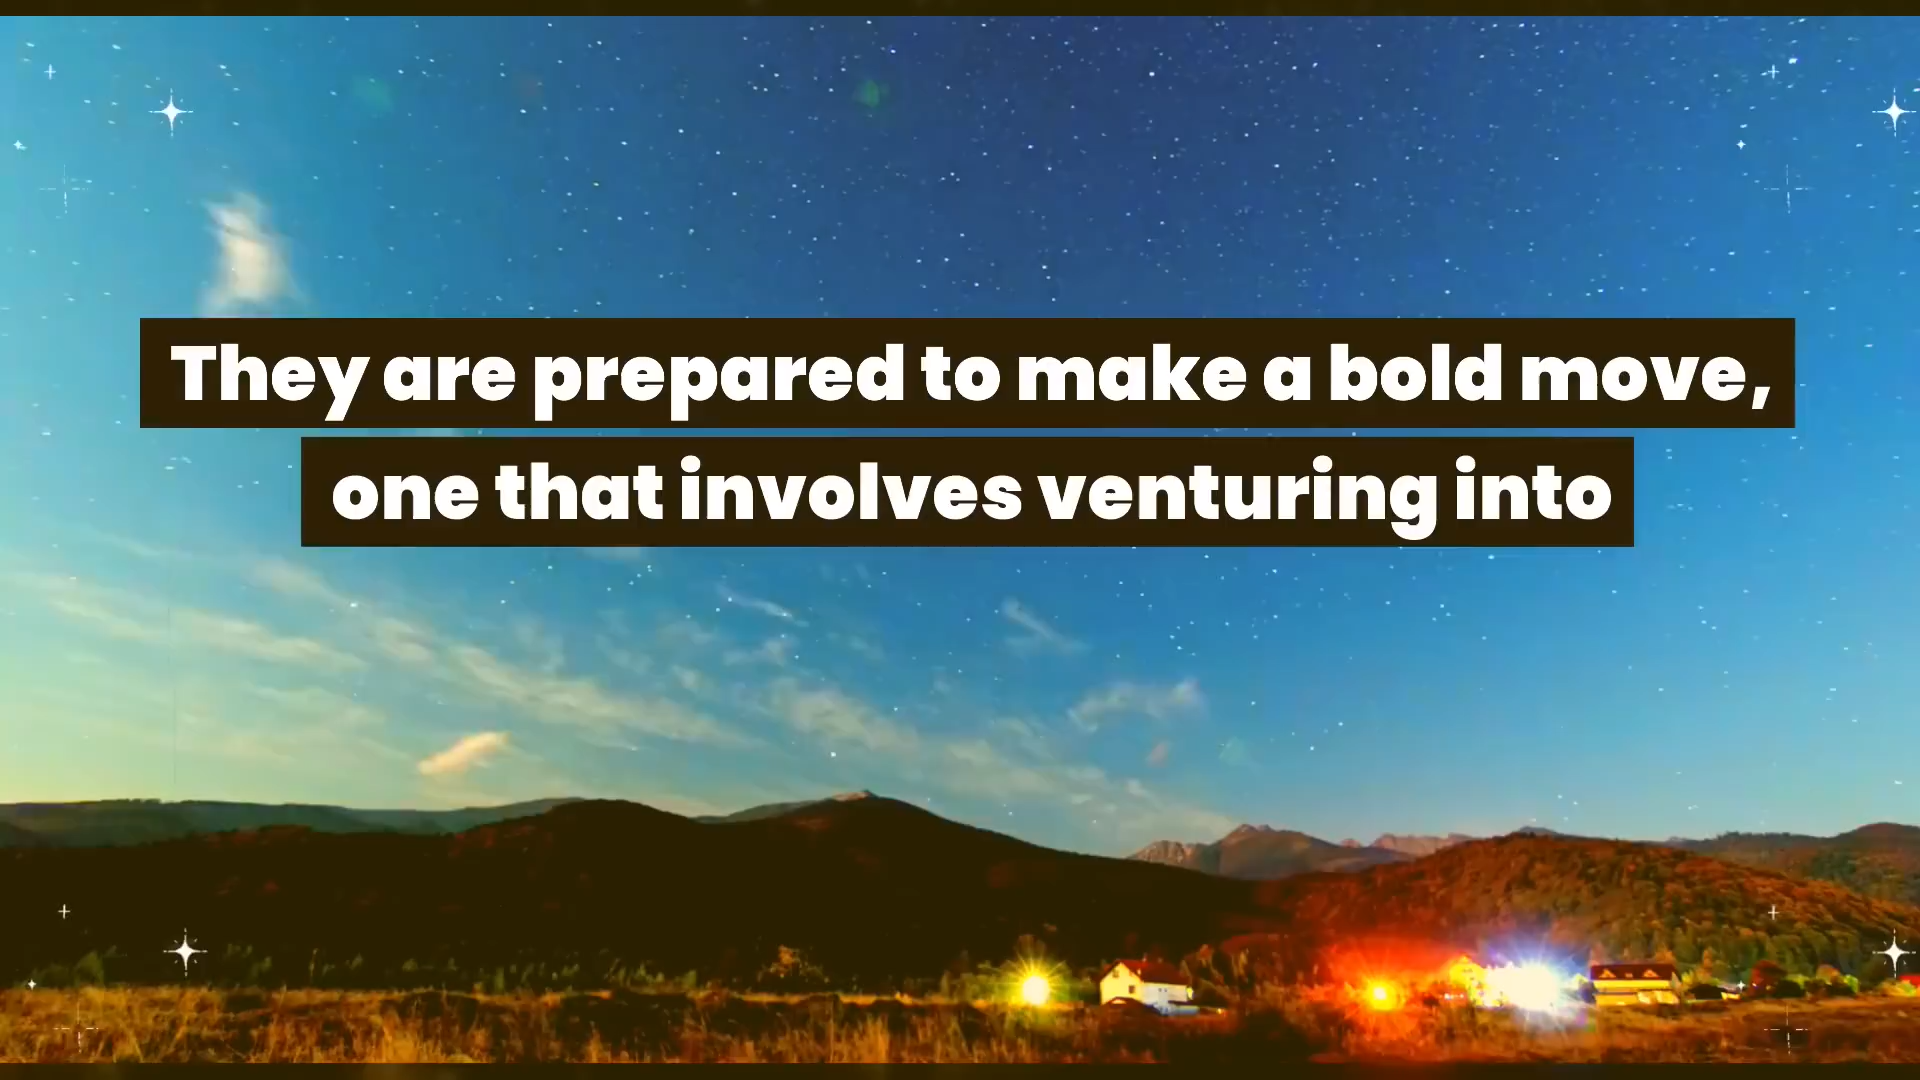 They are prepared to make a bold move,
one that involves venturing into